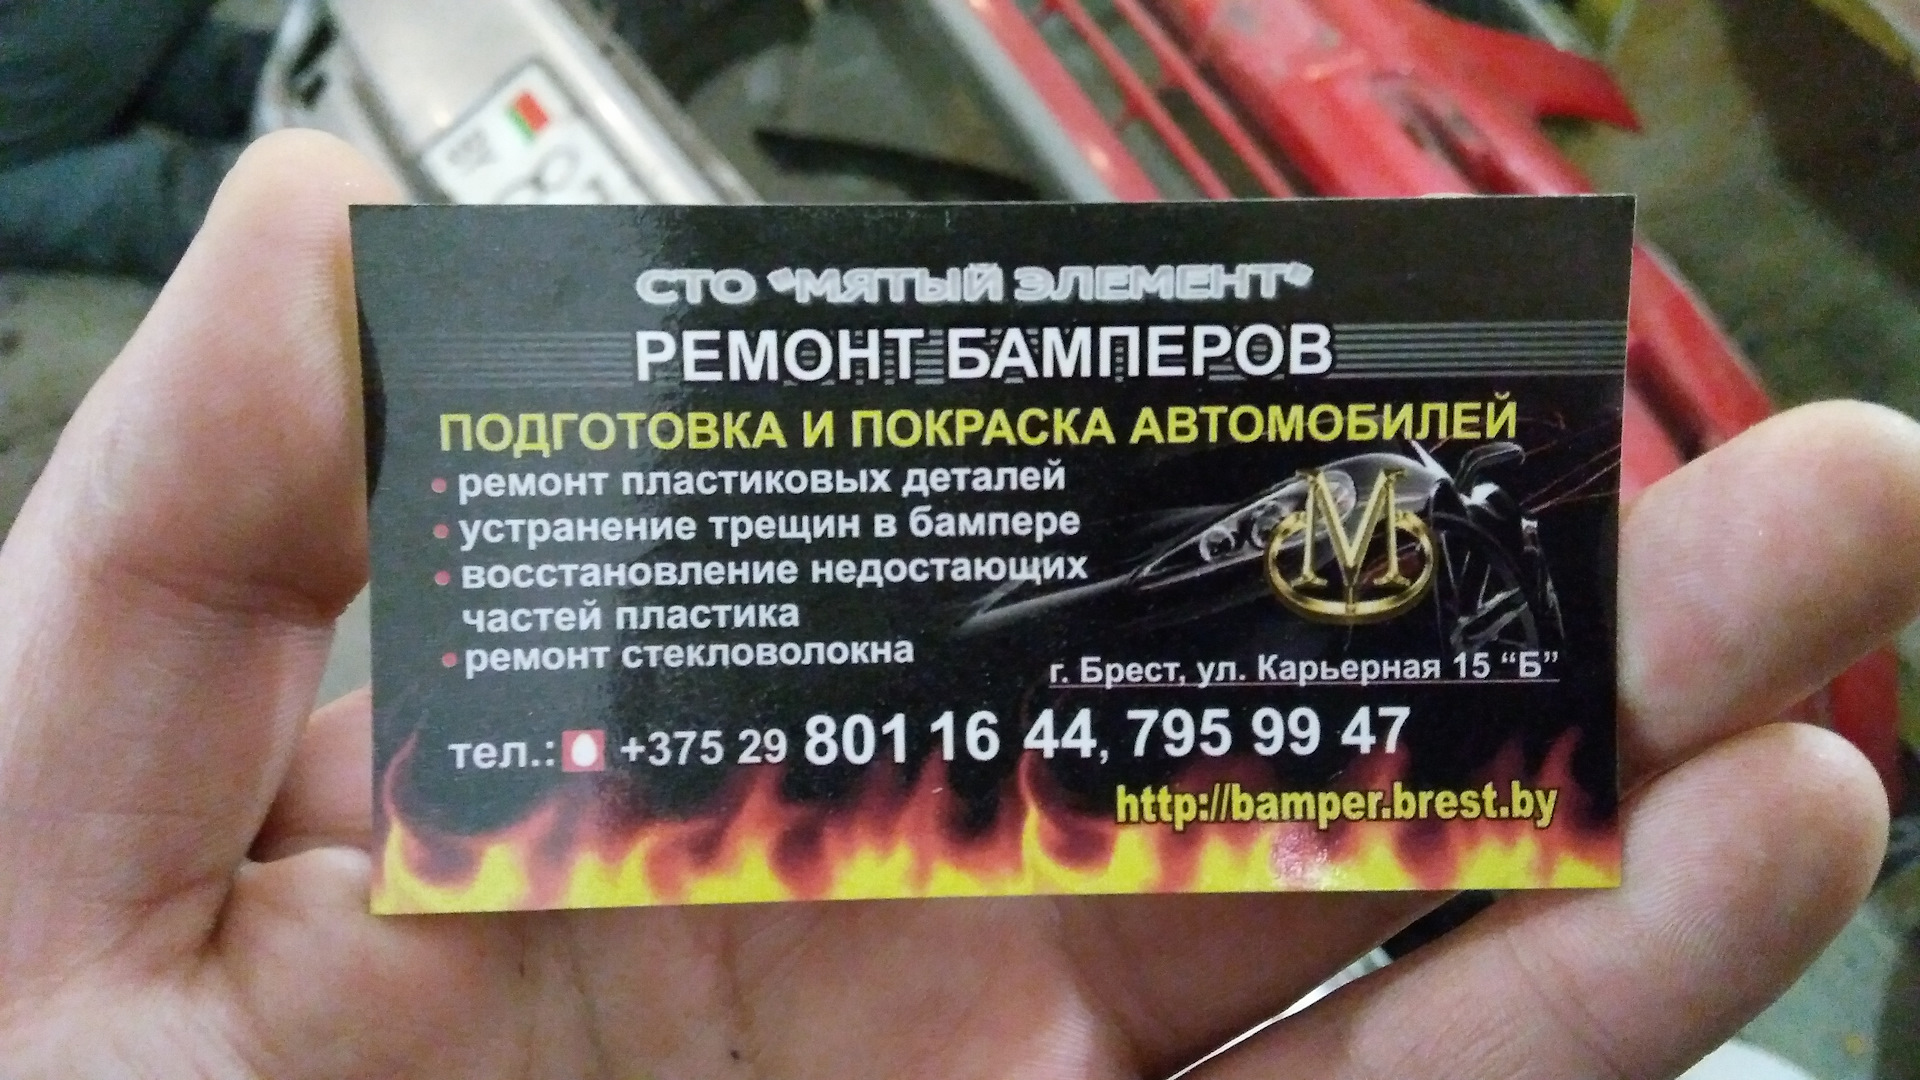 BY
СТО "МЯТЫЙ ЭЛЕМЕНТ"
РЕМОНТ БАМПЕРОВ
ПОДГОТОВКА И ПОКРАСКА АВТОМОБИЛЕЙ
• ремонт пластиковых деталей
• устранение трещин в бампере
• восстановление недостающих
частей пластика
• ремонт стекловолокна
M
г. Брест, ул. Карьерная 15 “Б”
тел.: +375 29 801 16 44, 795 99 47
http://bamper.brest.by